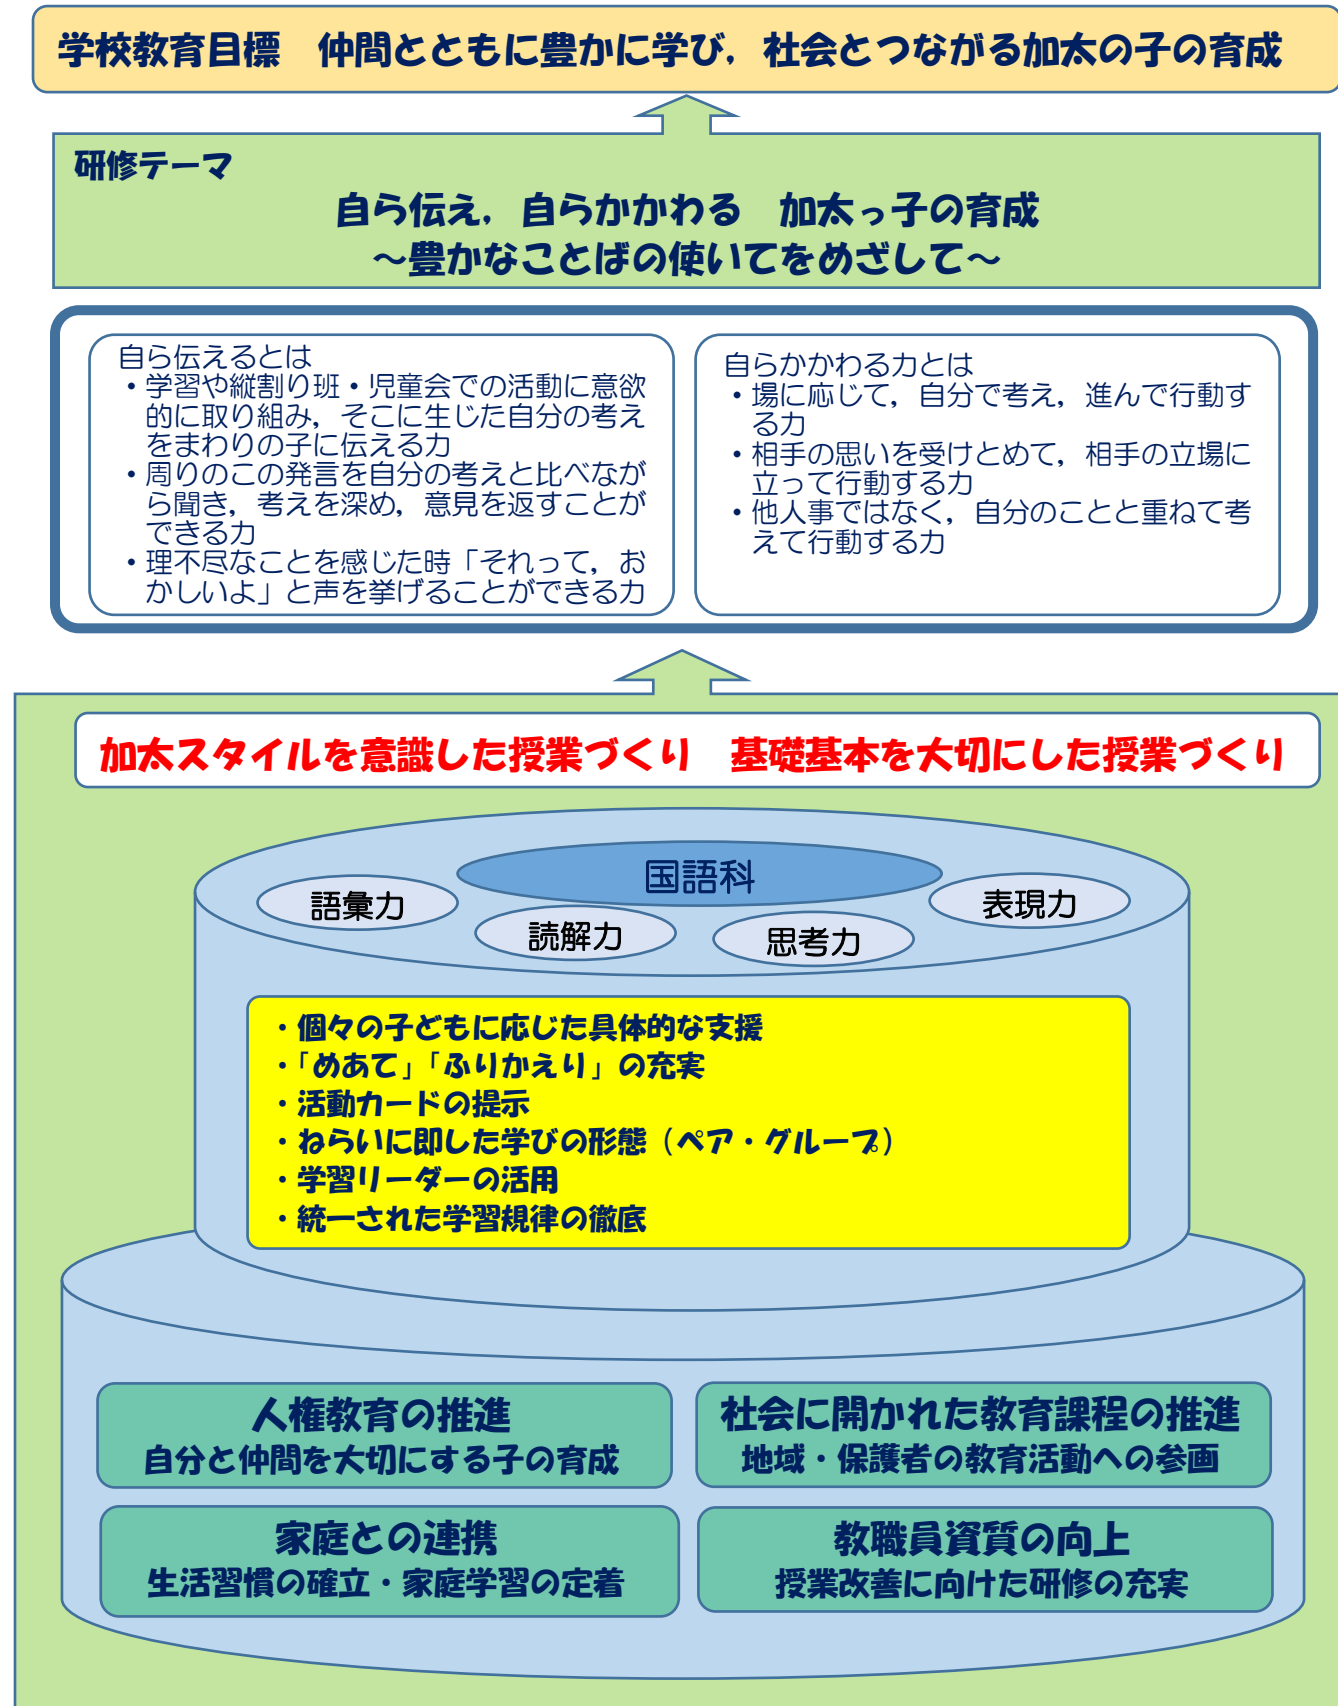 学校教育目標　仲間とともに豊かに学び，社会とつながる加太の子の育成
研修テーマ
自ら伝え，自らかかわる　加太っ子の育成
～豊かなことばの使いてをめざして～
自ら伝えるとは
・学習や縦割り班・児童会での活動に意欲
的に取り組み，そこに生じた自分の考え
をまわりの子に伝える力
・周りのこの発言を自分の考えと比べなが
ら聞き，考えを深め，意見を返すことが
できる力
・理不尽なことを感じた時「それって，お
かしいよ」と声を挙げることができる力
自らかかわる力とは
・場に応じて，自分で考え，進んで行動す
る力
・相手の思いを受けとめて，相手の立場に
立って行動する力
・他人事ではなく，自分のことと重ねて考
えて行動する力
加太スタイルを意識した授業づくり　基礎基本を大切にした授業づくり
国語科
語彙力
読解力
思考力
表現力
・個々の子どもに応じた具体的な支援
・「めあて」「ふりかえり」の充実
・活動カードの提示
・ねらいに即した学びの形態（ペア・グループ）
・学習リーダーの活用
・統一された学習規律の徹底
人権教育の推進
自分と仲間を大切にする子の育成
社会に開かれた教育課程の推進
地域・保護者の教育活動への参画
家庭との連携
生活習慣の確立・家庭学習の定着
教職員資質の向上
授業改善に向けた研修の充実